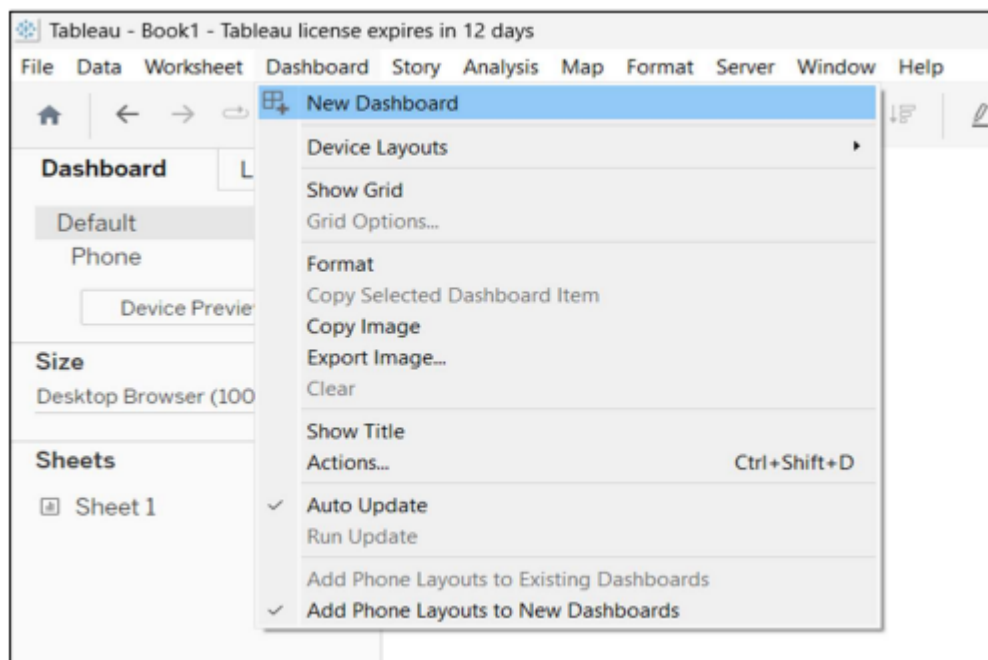 Tableau - Book1 - Tableau license expires in 12 days
File Data Worksheet Dashboard Story Analysis Map Format Server Window Help
New Dashboard
Device Layouts
Show Grid
Grid Options...
Format
Copy Selected Dashboard Item
Copy Image
Export Image...
Clear
Show Title
Actions... Ctrl+Shift+D
Auto Update
Run Update
Add Phone Layouts to Existing Dashboards
Add Phone Layouts to New Dashboards
Dashboard L
Default
Phone
Device Previe
Size
Desktop Browser (100
Sheets
Sheet 1